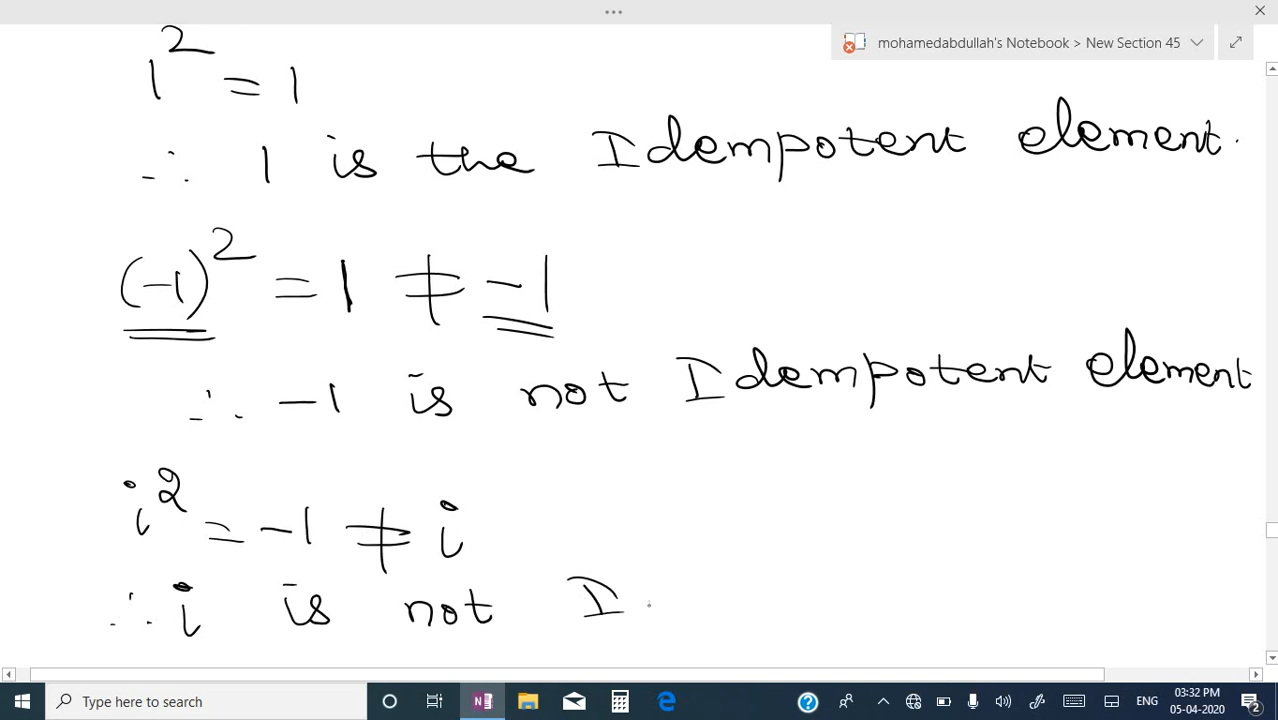 mohamedabdullah's Notebook > New Section 45
1² = 1
∴ 1 is the Idempotent element.
(-1)² = 1 ≠ -1
∴ -1 is not Idempotent element
i² = -1 ≠ i
∴ i is not I
Type here to search
ENG
03:32 PM
05-04-2020
2